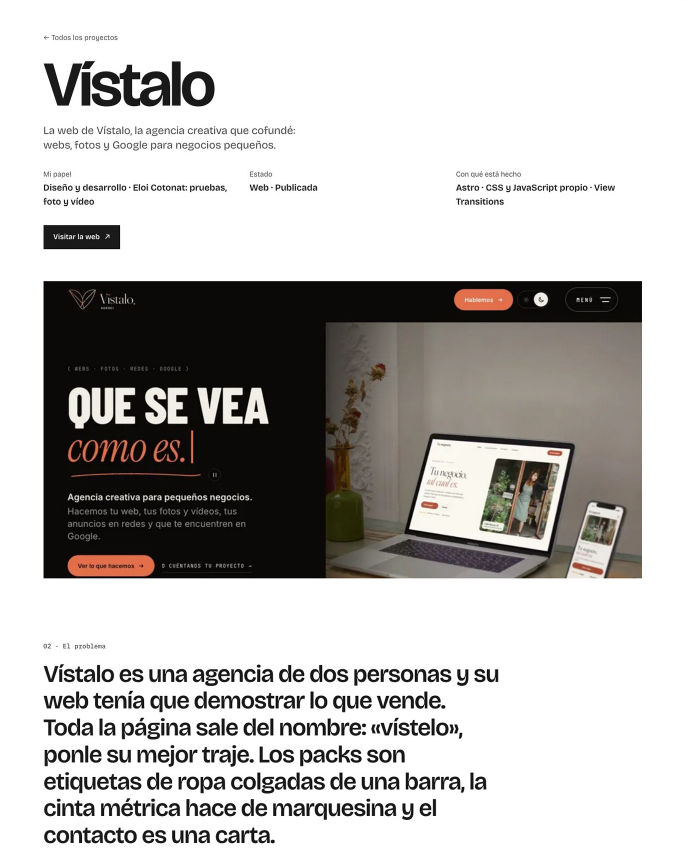 ← Todos los proyectos
Vístalo
La web de Vístalo, la agencia creativa que cofundé:
webs, fotos y Google para negocios pequeños.
Mi papel
Diseño y desarrollo · Eloi Cotonat: pruebas,
foto y vídeo
Estado
Web · Publicada
Con qué está hecho
Astro · CSS y JavaScript propio · View
Transitions
Visitar la web ↗
Vístalo,
Hablemos →
MENÚ
( WEBS · FOTOS · REDES · GOOGLE )
QUE SE VEA
como es.
Agencia creativa para pequeños negocios.
Hacemos tu web, tus fotos y vídeos, tus
anuncios en redes y que te encuentren en
Google.
Ver lo que hacemos →
O CUÉNTANOS TU PROYECTO →
Tu negocio,
tal cual es.
Tu negocio,
tal cual es.
02 · El problema
Vístalo es una agencia de dos personas y su
web tenía que demostrar lo que vende.
Toda la página sale del nombre: «vístelo»,
ponle su mejor traje. Los packs son
etiquetas de ropa colgadas de una barra, la
cinta métrica hace de marquesina y el
contacto es una carta.